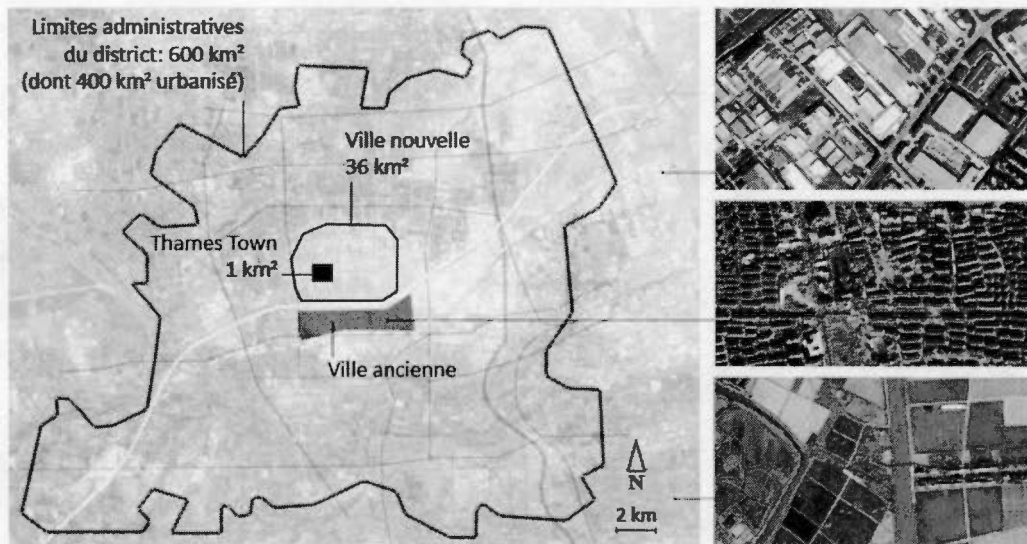 Limites administratives
du district: 600 km²
(dont 400 km² urbanisé)
Ville nouvelle
36 km²
Thames Town
1 km²
Ville ancienne
N
2 km